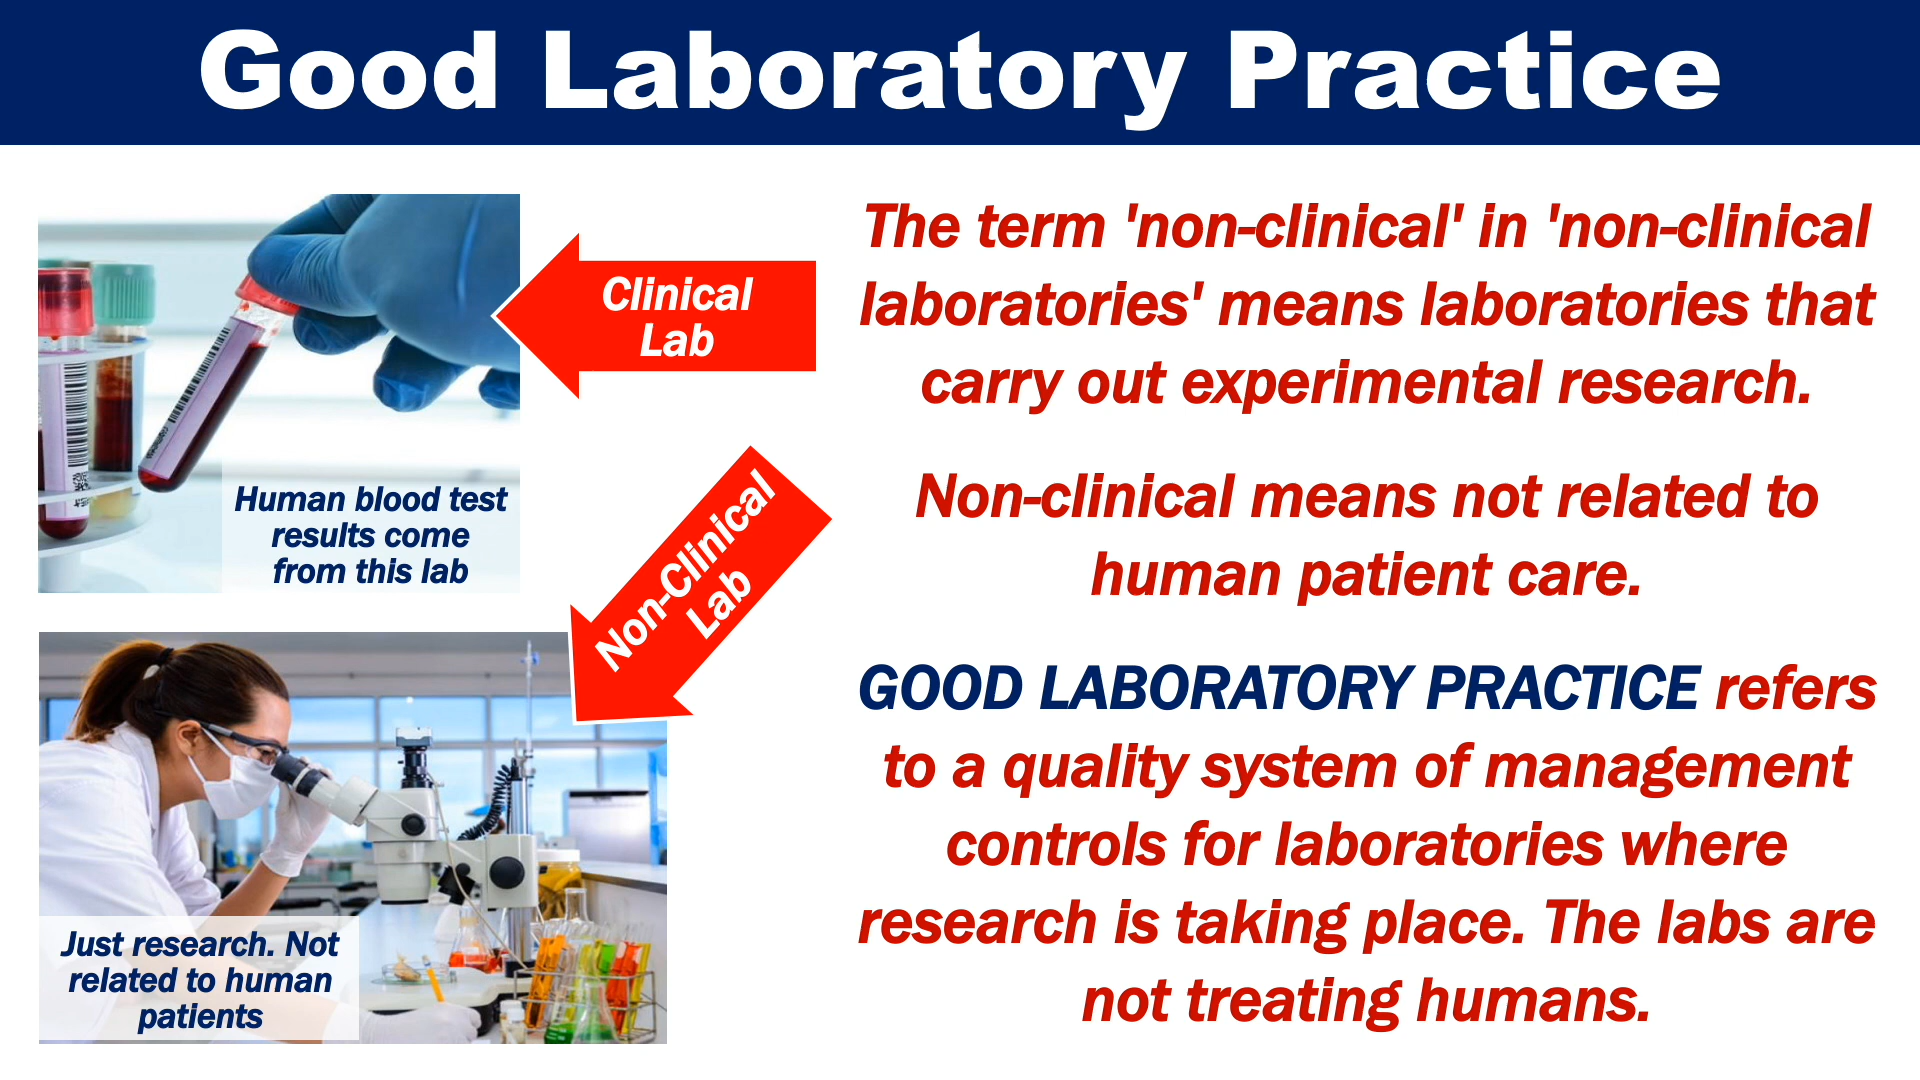 Good Laboratory Practice
Clinical
Lab
Human blood test
results come
from this lab
Non-Clinical
Lab
Just research. Not
related to human
patients
The term 'non-clinical' in 'non-clinical
laboratories' means laboratories that
carry out experimental research.
Non-clinical means not related to
human patient care.
GOOD LABORATORY PRACTICE refers
to a quality system of management
controls for laboratories where
research is taking place. The labs are
not treating humans.